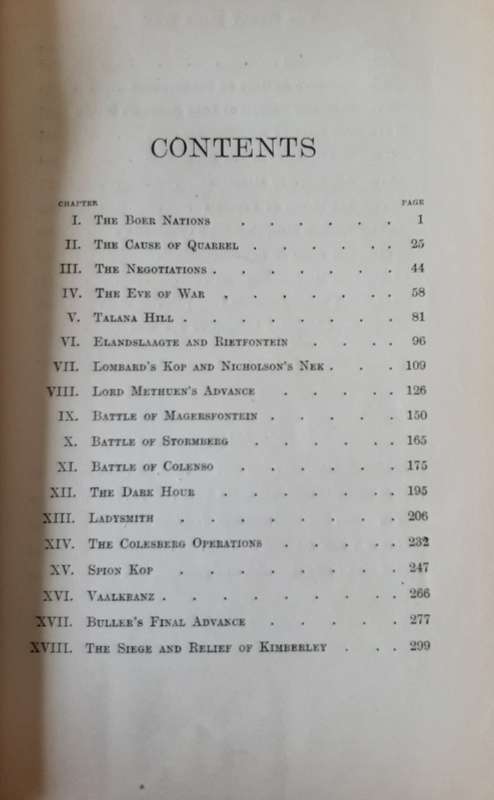 CONTENTS
CHAPTER PAGE
I. THE BOER NATIONS . . . . . . 1
II. THE CAUSE OF QUARREL . . . . . . 25
III. THE NEGOTIATIONS . . . . . . . 44
IV. THE EVE OF WAR . . . . . . . 58
V. TALANA HILL . . . . . . . . 81
VI. ELANDSLAAGTE AND RIETFONTEIN . . . . 96
VII. LOMBARD'S KOP AND NICHOLSON'S NEK . . . 109
VIII. LORD METHUEN'S ADVANCE . . . . . 126
IX. BATTLE OF MAGERSFONTEIN . . . . . 150
X. BATTLE OF STORMBERG . . . . . . 165
XI. BATTLE OF COLENSO . . . . . . 175
XII. THE DARK HOUR . . . . . . . 195
XIII. LADYSMITH . . . . . . . . 206
XIV. THE COLESBERG OPERATIONS . . . . . 232
XV. SPION KOP . . . . . . . . 247
XVI. VAALKRANZ . . . . . . . . . 266
XVII. BULLER'S FINAL ADVANCE . . . . . 277
XVIII. THE SIEGE AND RELIEF OF KIMBERLEY . . . 299